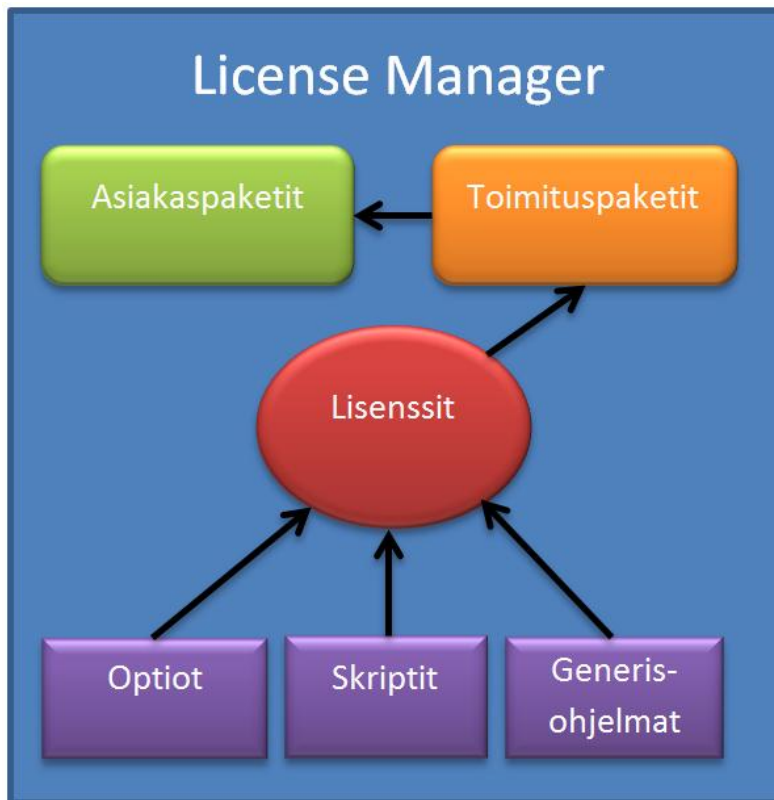 License Manager
Asiakaspaketit
Toimituspaketit
Lisenssit
Optiot
Skriptit
Generis-
ohjelmat